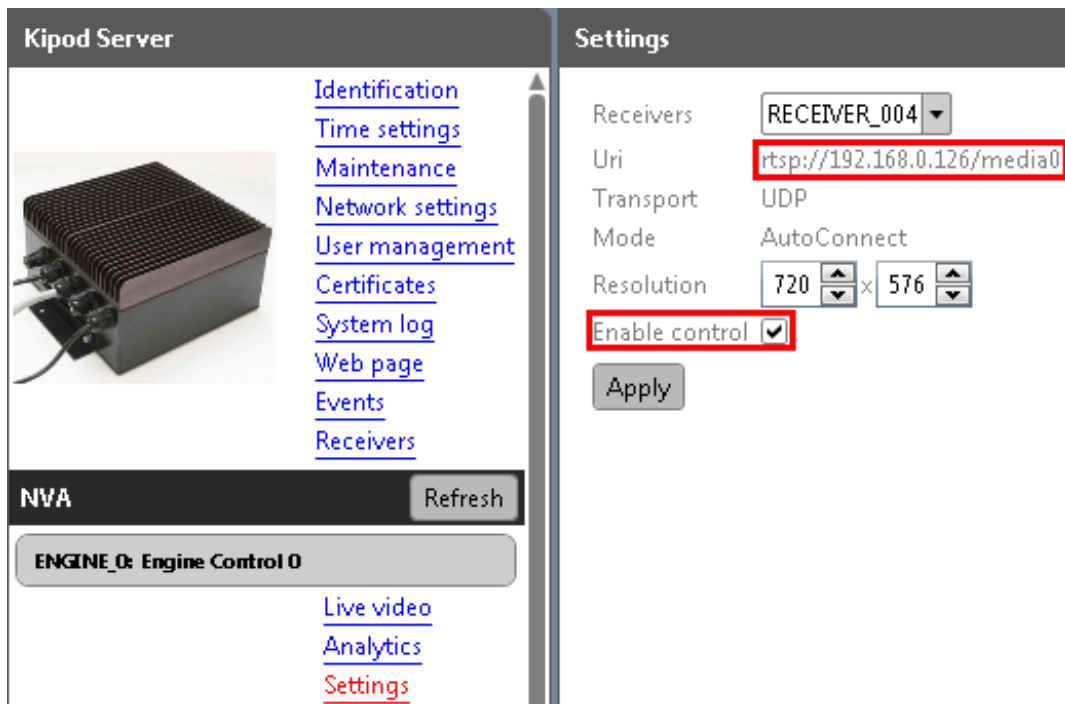 Kipod Server
Identification
Time settings
Maintenance
Network settings
User management
Certificates
System log
Web page
Events
Receivers
NVA
Refresh
ENGINE_0: Engine Control 0
Live video
Analytics
Settings
Settings
Receivers RECEIVER_004
Uri rtsp://192.168.0.126/media0
Transport UDP
Mode AutoConnect
Resolution 720 x 576
Enable control
Apply